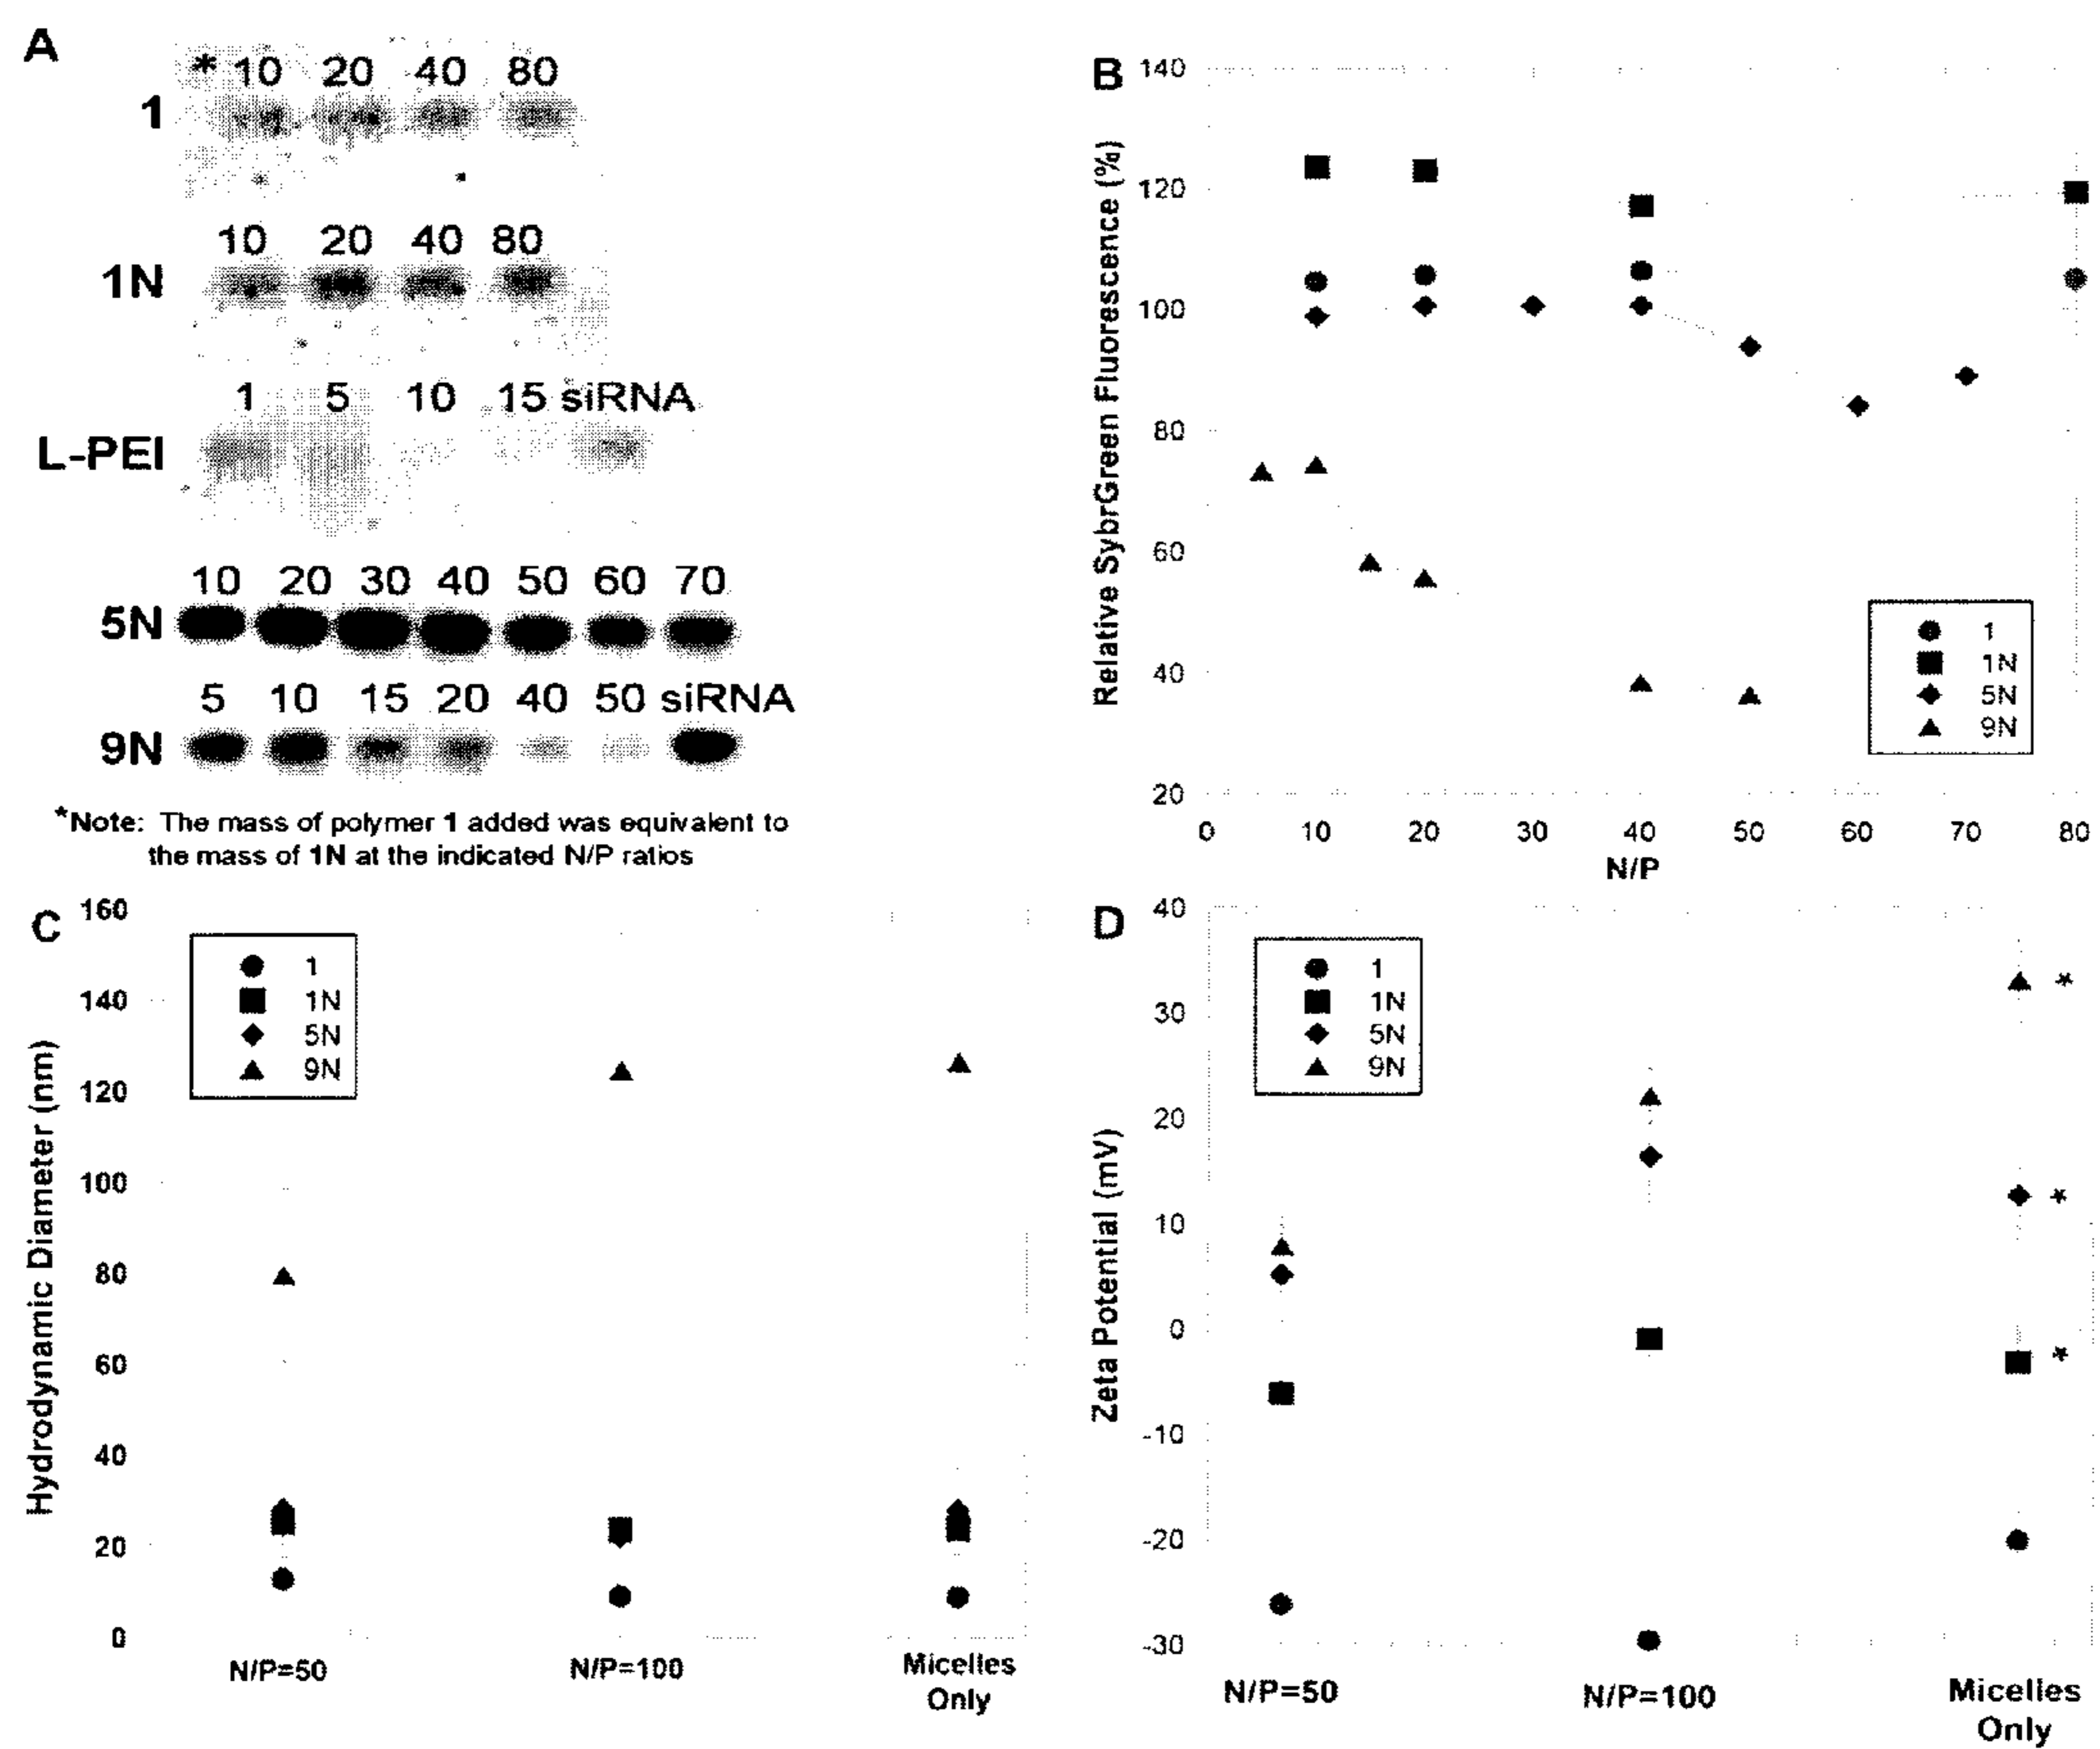 A
* 10 20 40 80
1
10 20 40 80
1N
1 5 10 15 siRNA
L-PEI
10 20 30 40 50 60 70
5N
5 10 15 20 40 50 siRNA
9N
*Note: The mass of polymer 1 added was equivalent to
the mass of 1N at the indicated N/P ratios
B
Relative SybrGreen Fluorescence (%)
140
120
100
80
60
40
20
0 10 20 30 40 50 60 70 80
N/P
1
1N
5N
9N
C
Hydrodynamic Diameter (nm)
160
140
120
100
80
60
40
20
0
1
1N
5N
9N
N/P=50 N/P=100 Micelles
Only
D
Zeta Potential (mV)
40
30
20
10
0
-10
-20
-30
1
1N
5N
9N
*
*
*
N/P=50 N/P=100 Micelles
Only